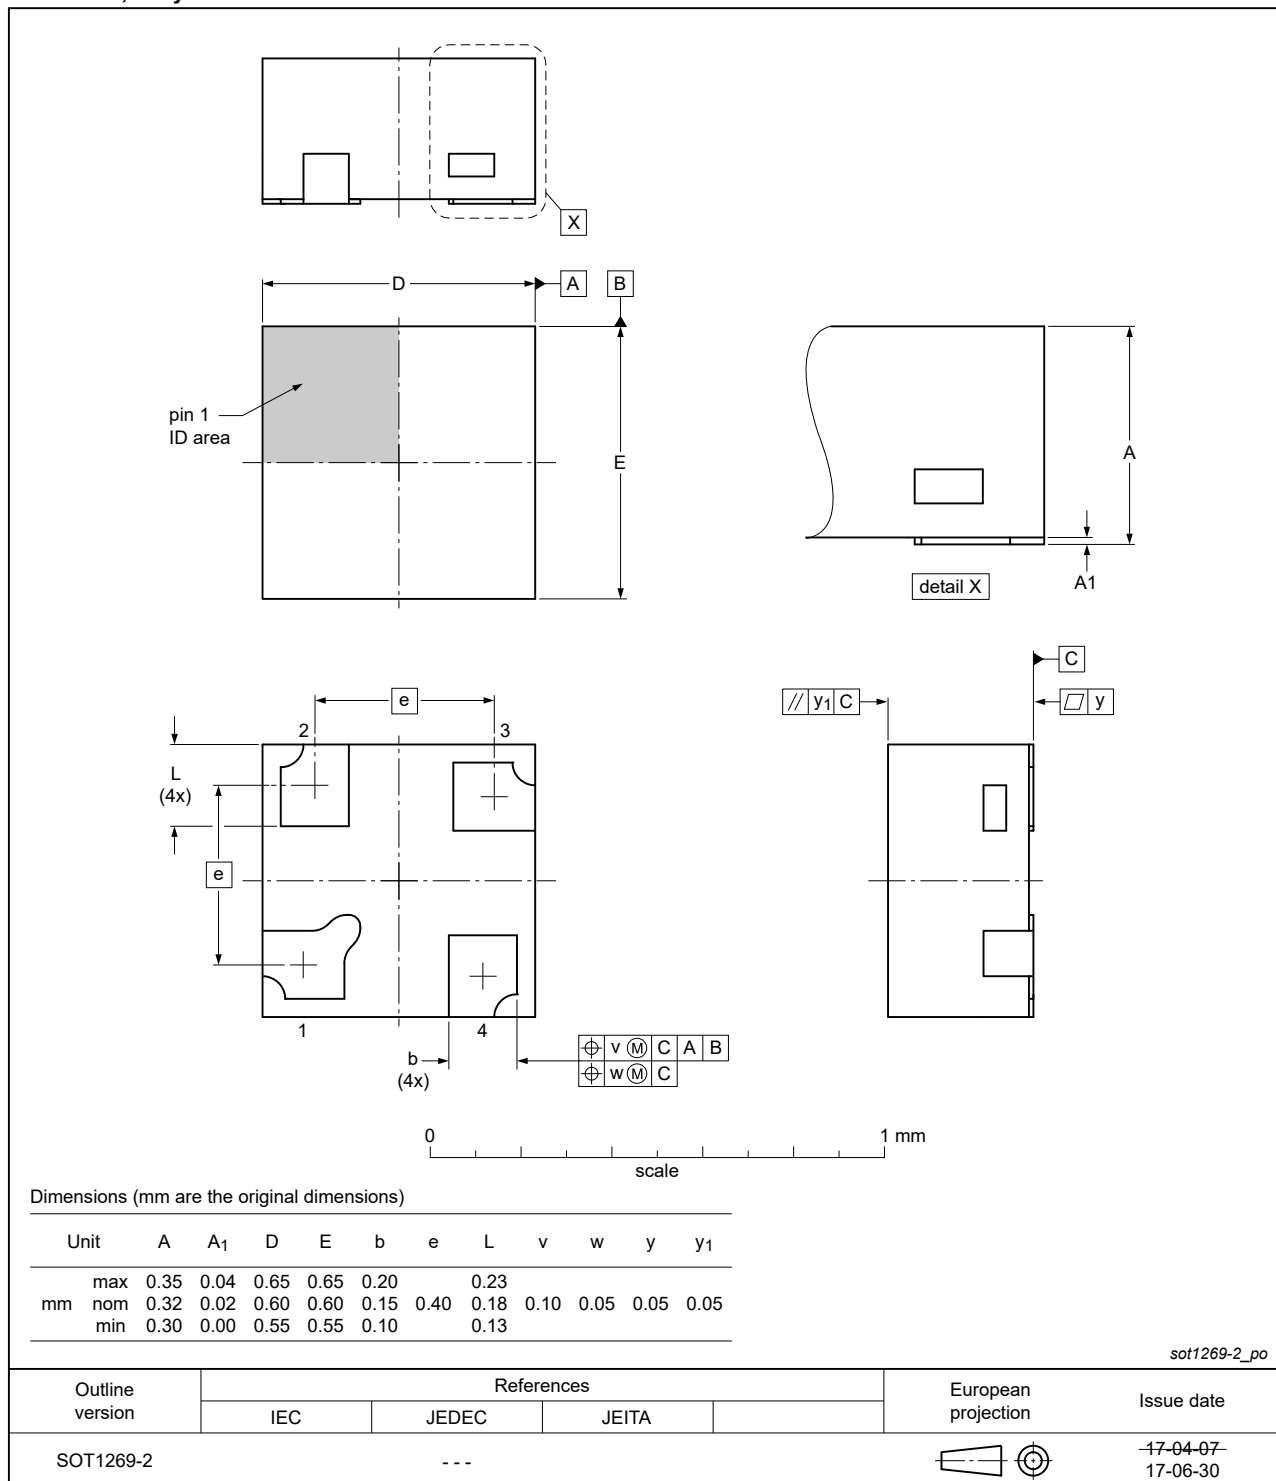 X
D
A
B
pin 1
ID area
E
A
A1
detail X
C
// y1 C
y
e
2
3
L
(4x)
e
1
4
b
(4x)
v M C A B
w M C
0
1 mm
scale
Dimensions (mm are the original dimensions)
Unit A A1 D E b e L v w y y1
max 0.35 0.04 0.65 0.65 0.20 0.23
mm nom 0.32 0.02 0.60 0.60 0.15 0.40 0.18 0.10 0.05 0.05 0.05
min 0.30 0.00 0.55 0.55 0.10 0.13
sot1269-2_po
Outline version
References
IEC JEDEC JEITA
European projection
Issue date
SOT1269-2
- - -
17-04-07
17-06-30